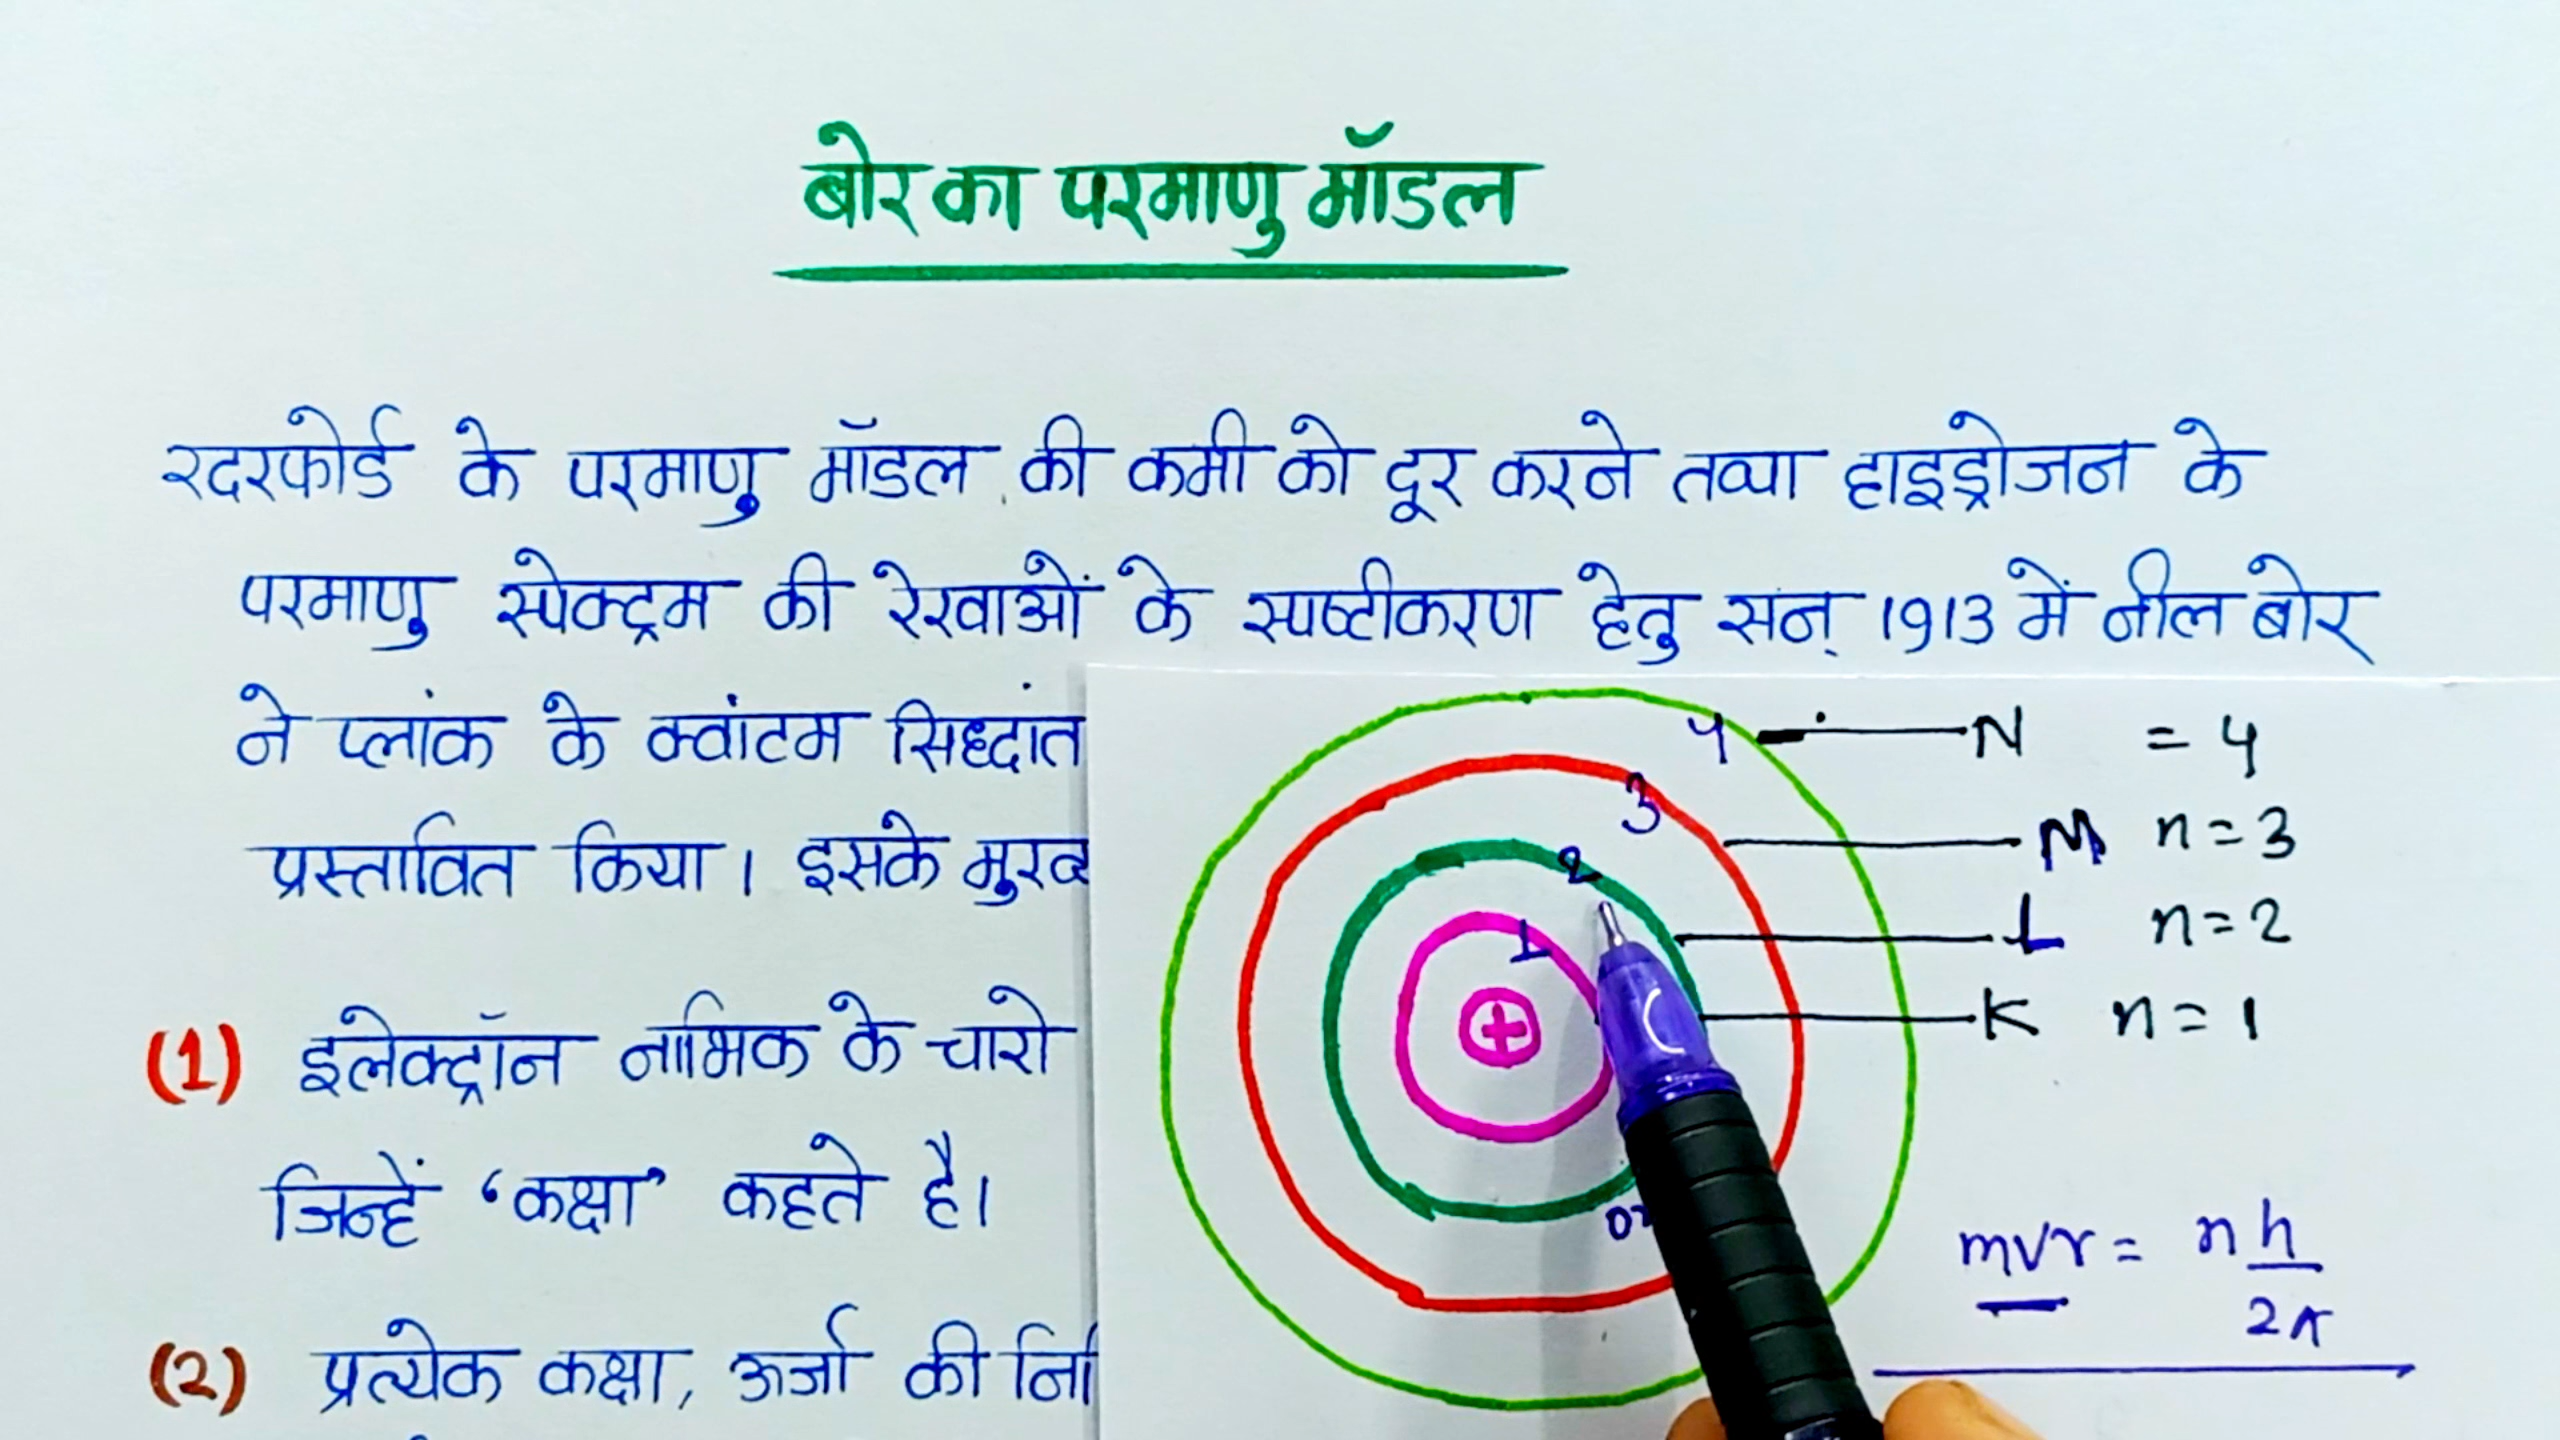 बोर का परमाणु मॉडल
रदरफोर्ड के परमाणु मॉडल की कमी को दूर करने तथा हाइड्रोजन के
परमाणु स्पेक्ट्रम की रेखाओं के स्पष्टीकरण हेतु सन् 1913 में नील बोर
ने प्लांक के क्वांटम सिध्दांत
प्रस्तावित किया। इसके
(1) इलेक्ट्रॉन नाभिक के चारो
जिन्हें ‘कक्षा’ कहते है।
(2) प्रत्येक कक्षा, ऊर्जा की
4 N = 4
3 M n = 3
2 L n = 2
1 K n = 1
+
mvr = n h
2π